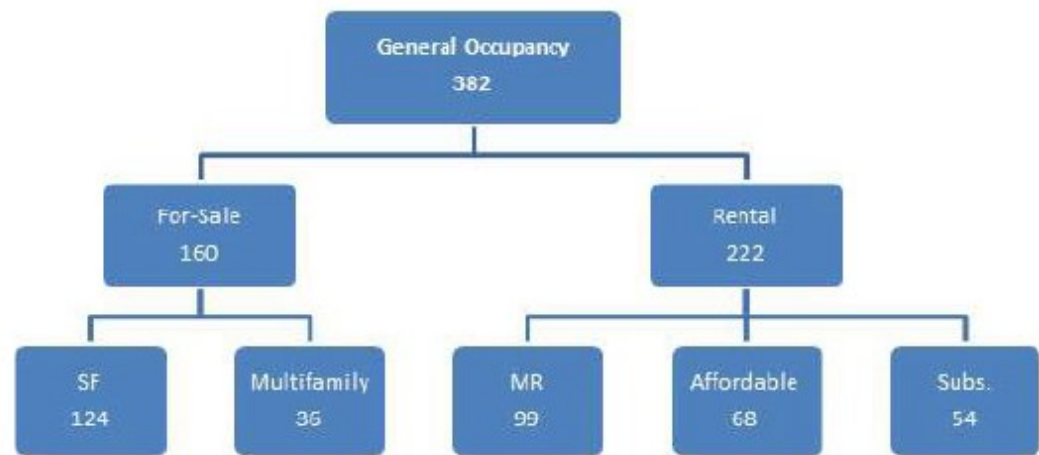 General Occupancy
382
For-Sale
160
Rental
222
SF
124
Multifamily
36
MR
99
Affordable
68
Subs.
54